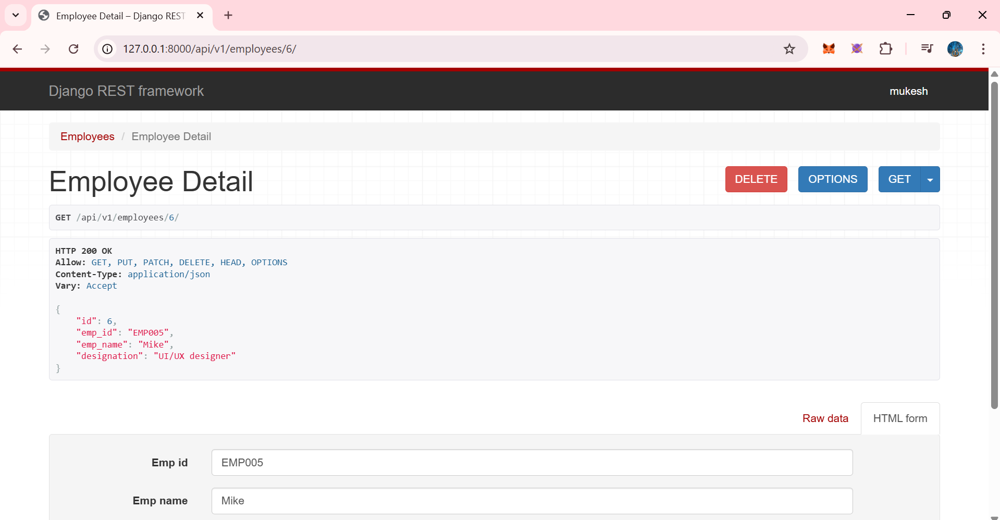 Employee Detail – Django REST
127.0.0.1:8000/api/v1/employees/6/
Django REST framework
mukesh
Employees / Employee Detail
Employee Detail
DELETE
OPTIONS
GET
GET /api/v1/employees/6/
HTTP 200 OK
Allow: GET, PUT, PATCH, DELETE, HEAD, OPTIONS
Content-Type: application/json
Vary: Accept
{
    "id": 6,
    "emp_id": "EMP005",
    "emp_name": "Mike",
    "designation": "UI/UX designer"
}
Raw data
HTML form
Emp id
EMP005
Emp name
Mike